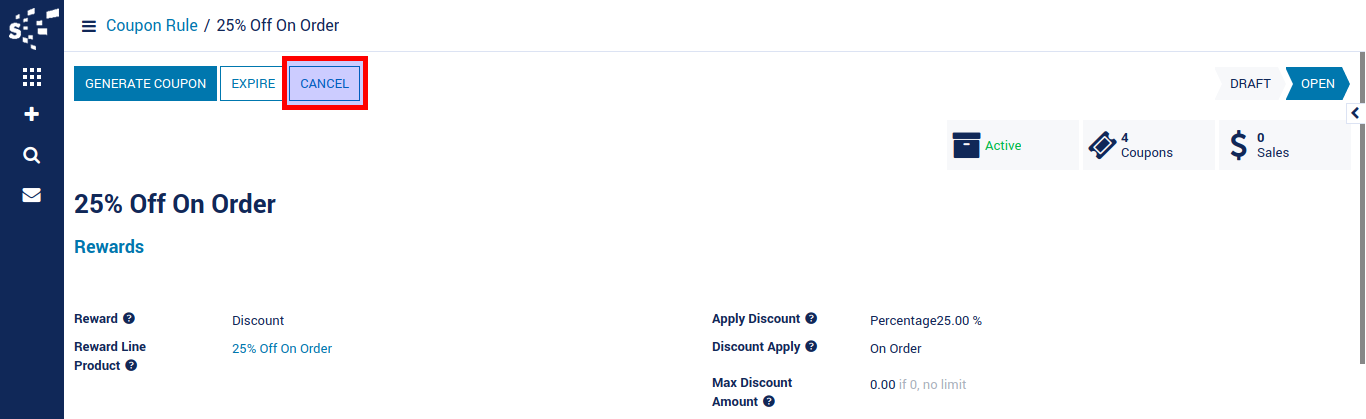 Coupon Rule / 25% Off On Order
GENERATE COUPON EXPIRE CANCEL DRAFT OPEN
Active
4
Coupons
$ 0
Sales
25% Off On Order
Rewards
Reward ? Discount
Apply Discount ? Percentage25.00 %
Reward Line
Product ? 25% Off On Order
Discount Apply ? On Order
Max Discount
Amount ? 0.00 if 0, no limit